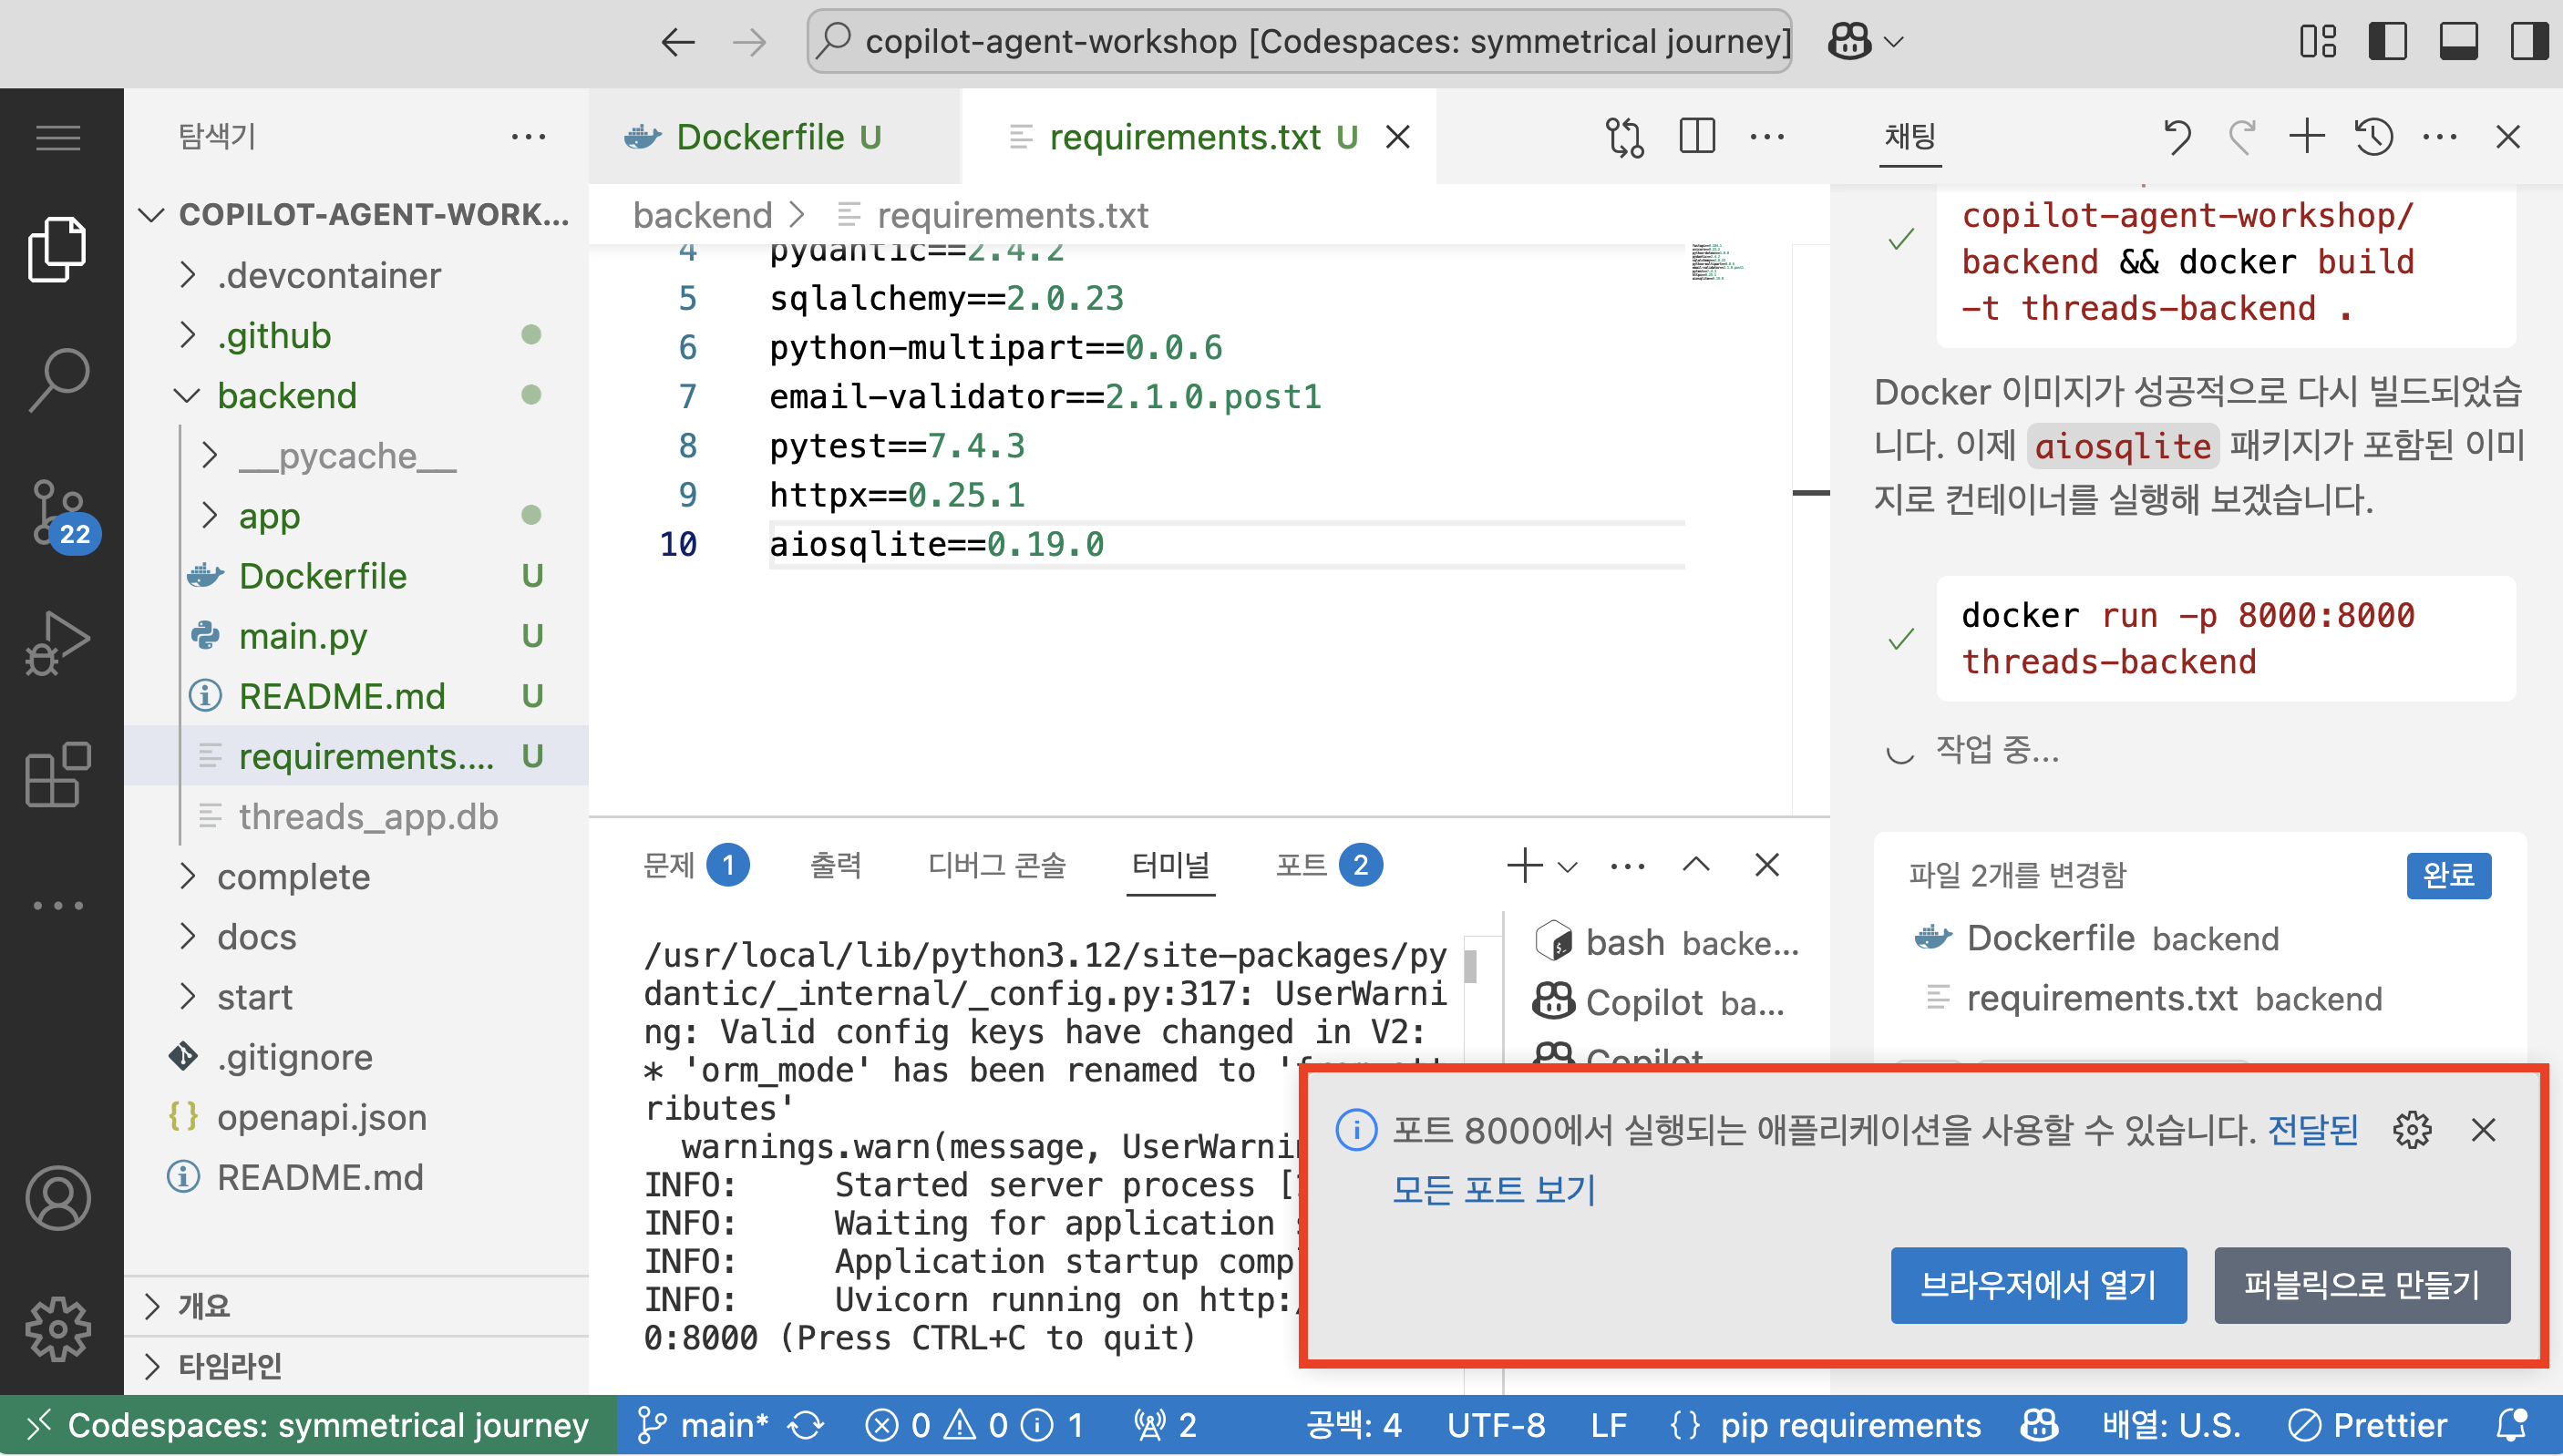 copilot-agent-workshop [Codespaces: symmetrical journey]
탐색기
COPILOT-AGENT-WORK...
.devcontainer
.github
backend
__pycache__
app
Dockerfile U
main.py U
README.md U
requirements.... U
threads_app.db
complete
docs
start
.gitignore
openapi.json
README.md
개요
타임라인
22
Dockerfile U
requirements.txt U
backend > requirements.txt
4 pydantic==2.4.2
5 sqlalchemy==2.0.23
6 python-multipart==0.0.6
7 email-validator==2.1.0.post1
8 pytest==7.4.3
9 httpx==0.25.1
10 aiosqlite==0.19.0
문제 1 출력 디버그 콘솔 터미널 포트 2
/usr/local/lib/python3.12/site-packages/py
dantic/_internal/_config.py:317: UserWarni
ng: Valid config keys have changed in V2:
* 'orm_mode' has been renamed to '
ributes'
warnings.warn(message, UserWarnin
INFO: Started server process [
INFO: Waiting for application
INFO: Application startup comp
INFO: Uvicorn running on http:/
0:8000 (Press CTRL+C to quit)
bash backe...
Copilot ba...
Copilot
채팅
copilot-agent-workshop/
backend && docker build
-t threads-backend .
Docker 이미지가 성공적으로 다시 빌드되었습
니다. 이제 aiosqlite 패키지가 포함된 이미
지로 컨테이너를 실행해 보겠습니다.
docker run -p 8000:8000
threads-backend
작업 중...
파일 2개를 변경함 완료
Dockerfile backend
requirements.txt backend
포트 8000에서 실행되는 애플리케이션을 사용할 수 있습니다. 전달된
모든 포트 보기
브라우저에서 열기 퍼블릭으로 만들기
Codespaces: symmetrical journey main* 0 0 1 2 공백: 4 UTF-8 LF {} pip requirements 배열: U.S. Prettier